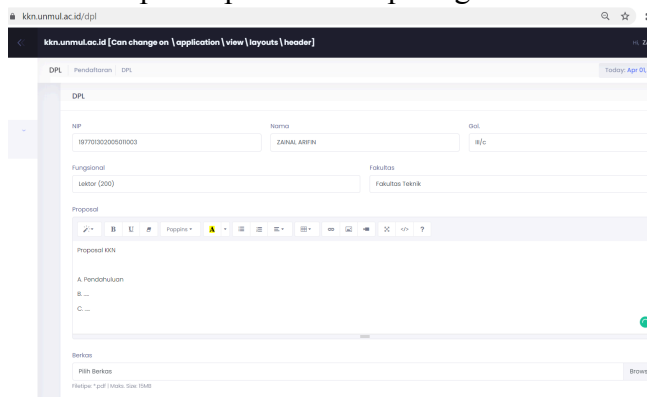 kkn.unmul.ac.id/dpl
kkn.unmul.ac.id [Can change on \application\view\layouts\header]
Hi,
DPL Pendaftaran DPL Today: Apr 01,
DPL
NIP Nama Gol.
197701302005011003 ZAINAL ARIFIN III/c
Fungsional Fakultas
Lektor (200) Fakultas Teknik
Proposal
B U Poppins A </> ?
Proposal KKN
A. Pendahuluan
B. ...
C. ...
Berkas
Pilih Berkas Brows
Filetipe: *.pdf | Maks. Size: 15MB